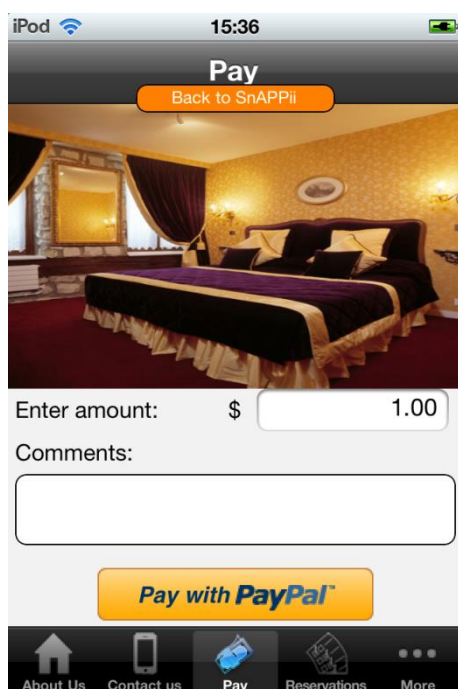 iPod 15:36
Pay
Back to SnAPPii
Enter amount: $ 1.00
Comments:
Pay with PayPal™
About Us Contact us Pay Reservations More